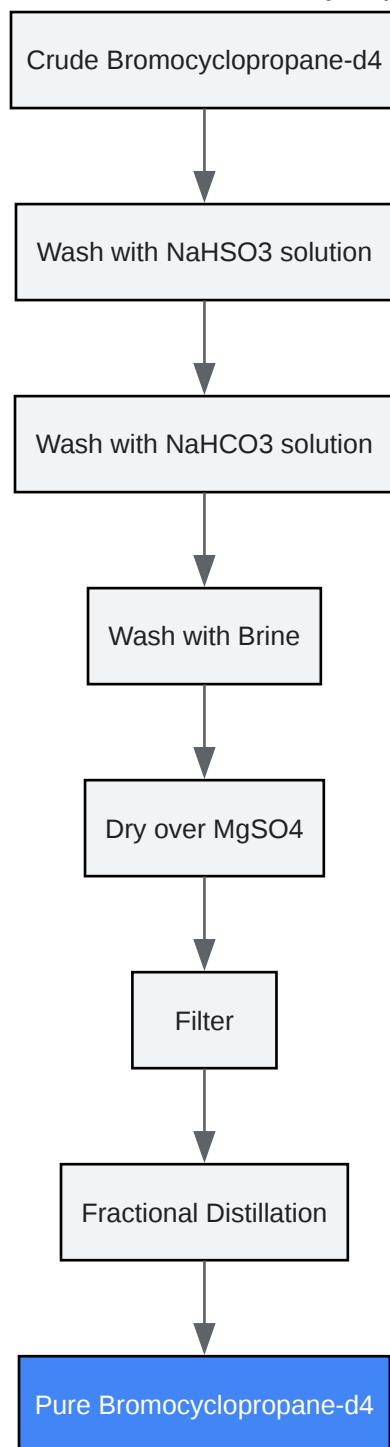 Crude Bromocyclopropane-d4
Wash with NaHSO3 solution
Wash with NaHCO3 solution
Wash with Brine
Dry over MgSO4
Filter
Fractional Distillation
Pure Bromocyclopropane-d4